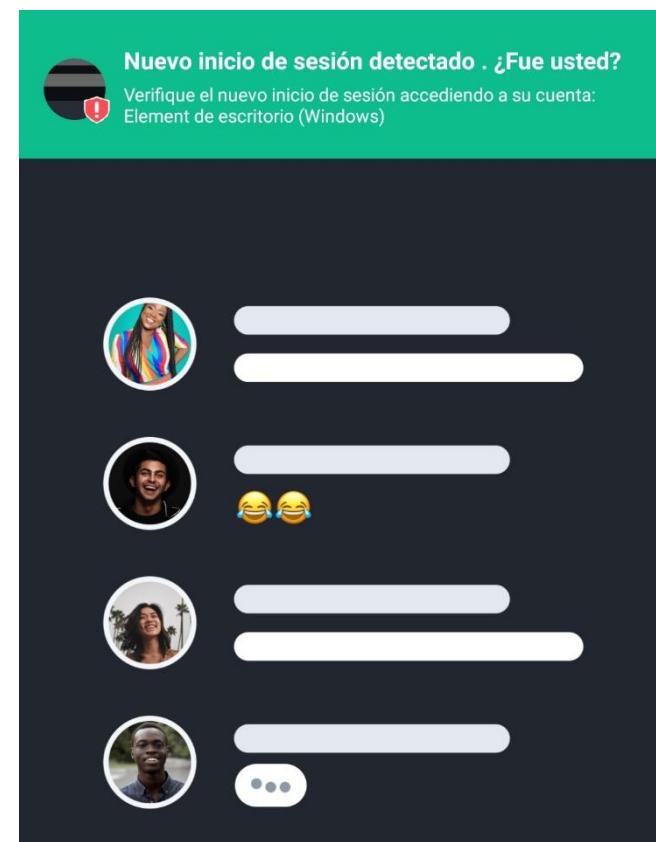 Nuevo inicio de sesión detectado . ¿Fue usted?
Verifique el nuevo inicio de sesión accediendo a su cuenta:
Element de escritorio (Windows)
😂😂